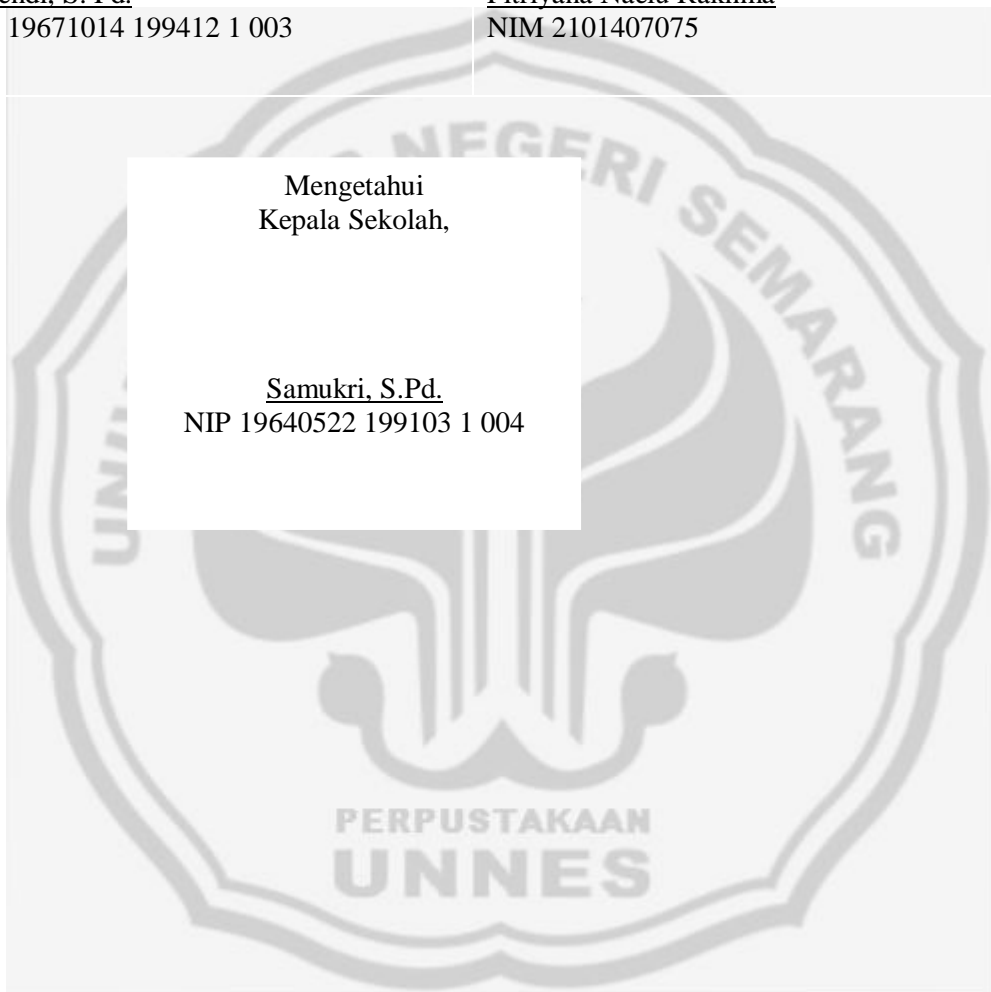 S. Pd.
19671014 199412 1 003
NIM 2101407075
Mengetahui
Kepala Sekolah,
Samukri, S.Pd.
NIP 19640522 199103 1 004
NEGERI SEMARANG
PERPUSTAKAAN
UNNES